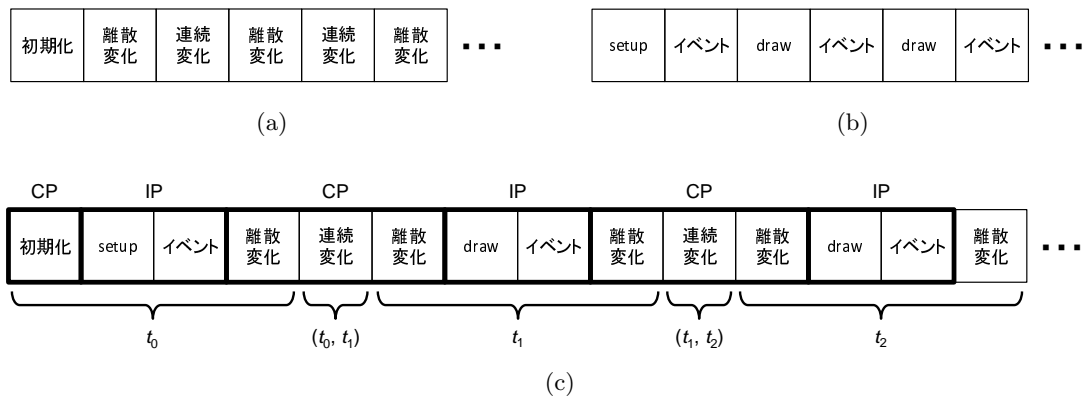 初期化 離散変化 連続変化 離散変化 連続変化 離散変化 ・・・
setup イベント draw イベント draw イベント ・・・
(a)
(b)
CP IP CP IP CP IP
初期化 setup イベント 離散変化 連続変化 離散変化 draw イベント 離散変化 連続変化 離散変化 draw イベント 離散変化 ・・・
t0 (t0, t1) t1 (t1, t2) t2
(c)